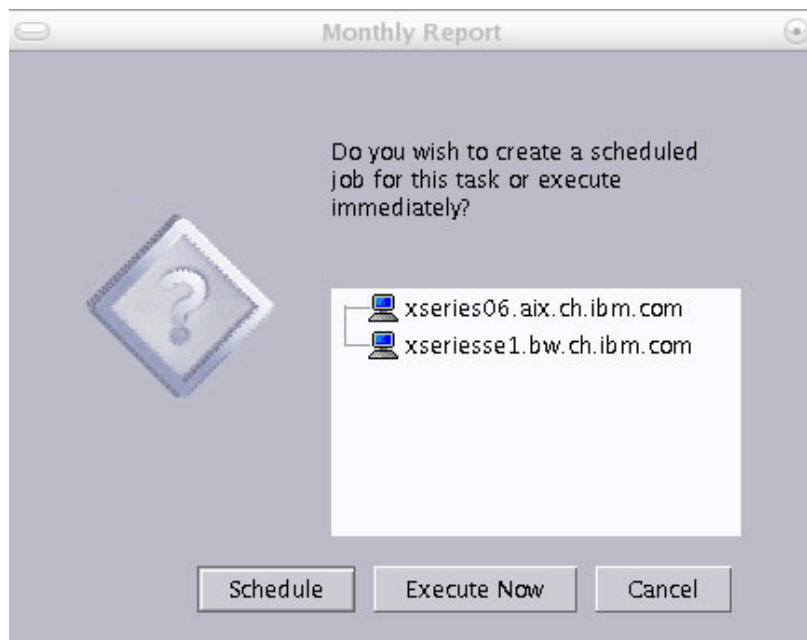 Monthly Report
Do you wish to create a scheduled
job for this task or execute
immediately?
xseries06.aix.ch.ibm.com
xseriesse1.bw.ch.ibm.com
Schedule
Execute Now
Cancel